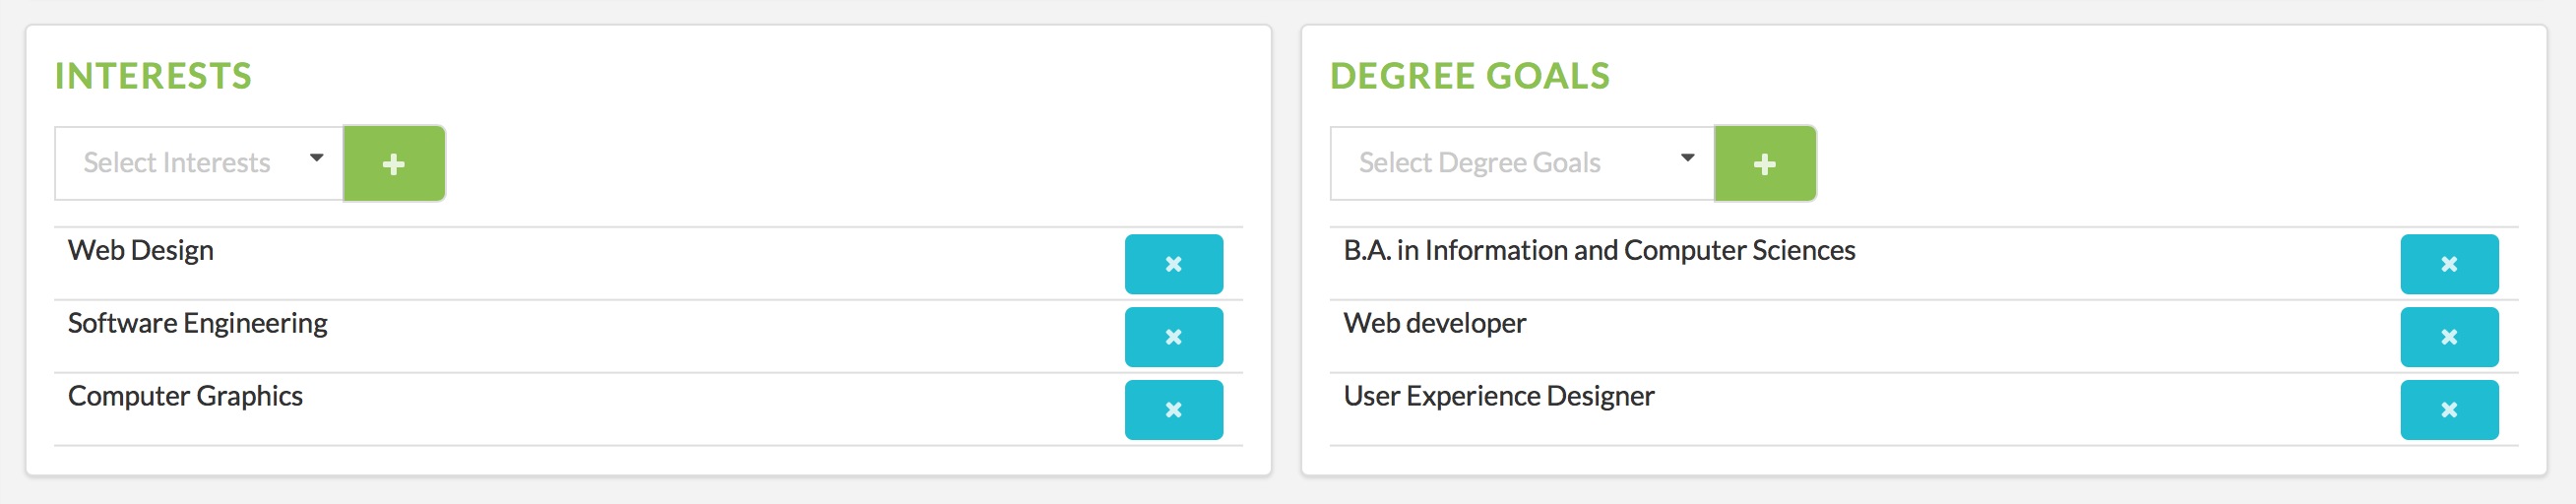 INTERESTS
Select Interests
Web Design
Software Engineering
Computer Graphics
DEGREE GOALS
Select Degree Goals
B.A. in Information and Computer Sciences
Web developer
User Experience Designer